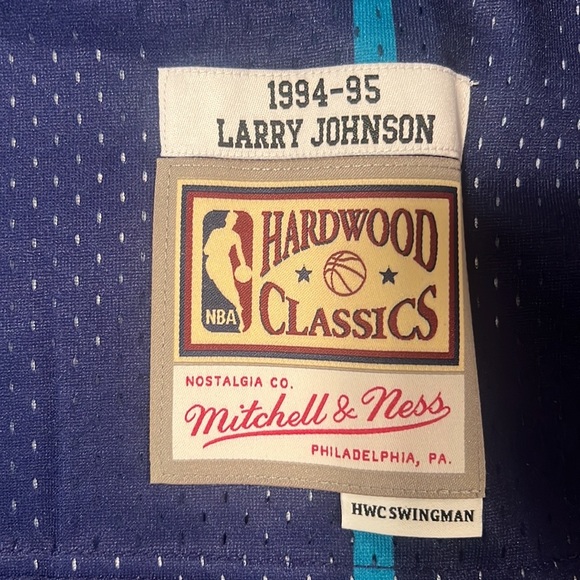 1994-95
LARRY JOHNSON
HARDWOOD
NBA
CLASSICS
NOSTALGIA CO.
Mitchell & Ness
PHILADELPHIA, PA.
HWC SWINGMAN